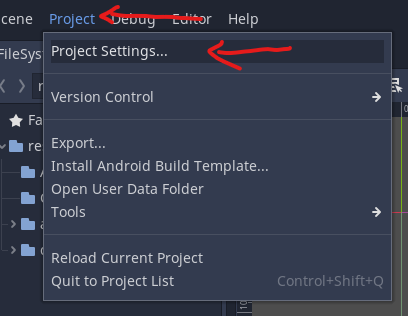 cene Project Debug Editor Help
FileSys
Project Settings...
Version Control
Fa
re
Export...
Install Android Build Template...
Open User Data Folder
Tools
Reload Current Project
Quit to Project List Control+Shift+Q